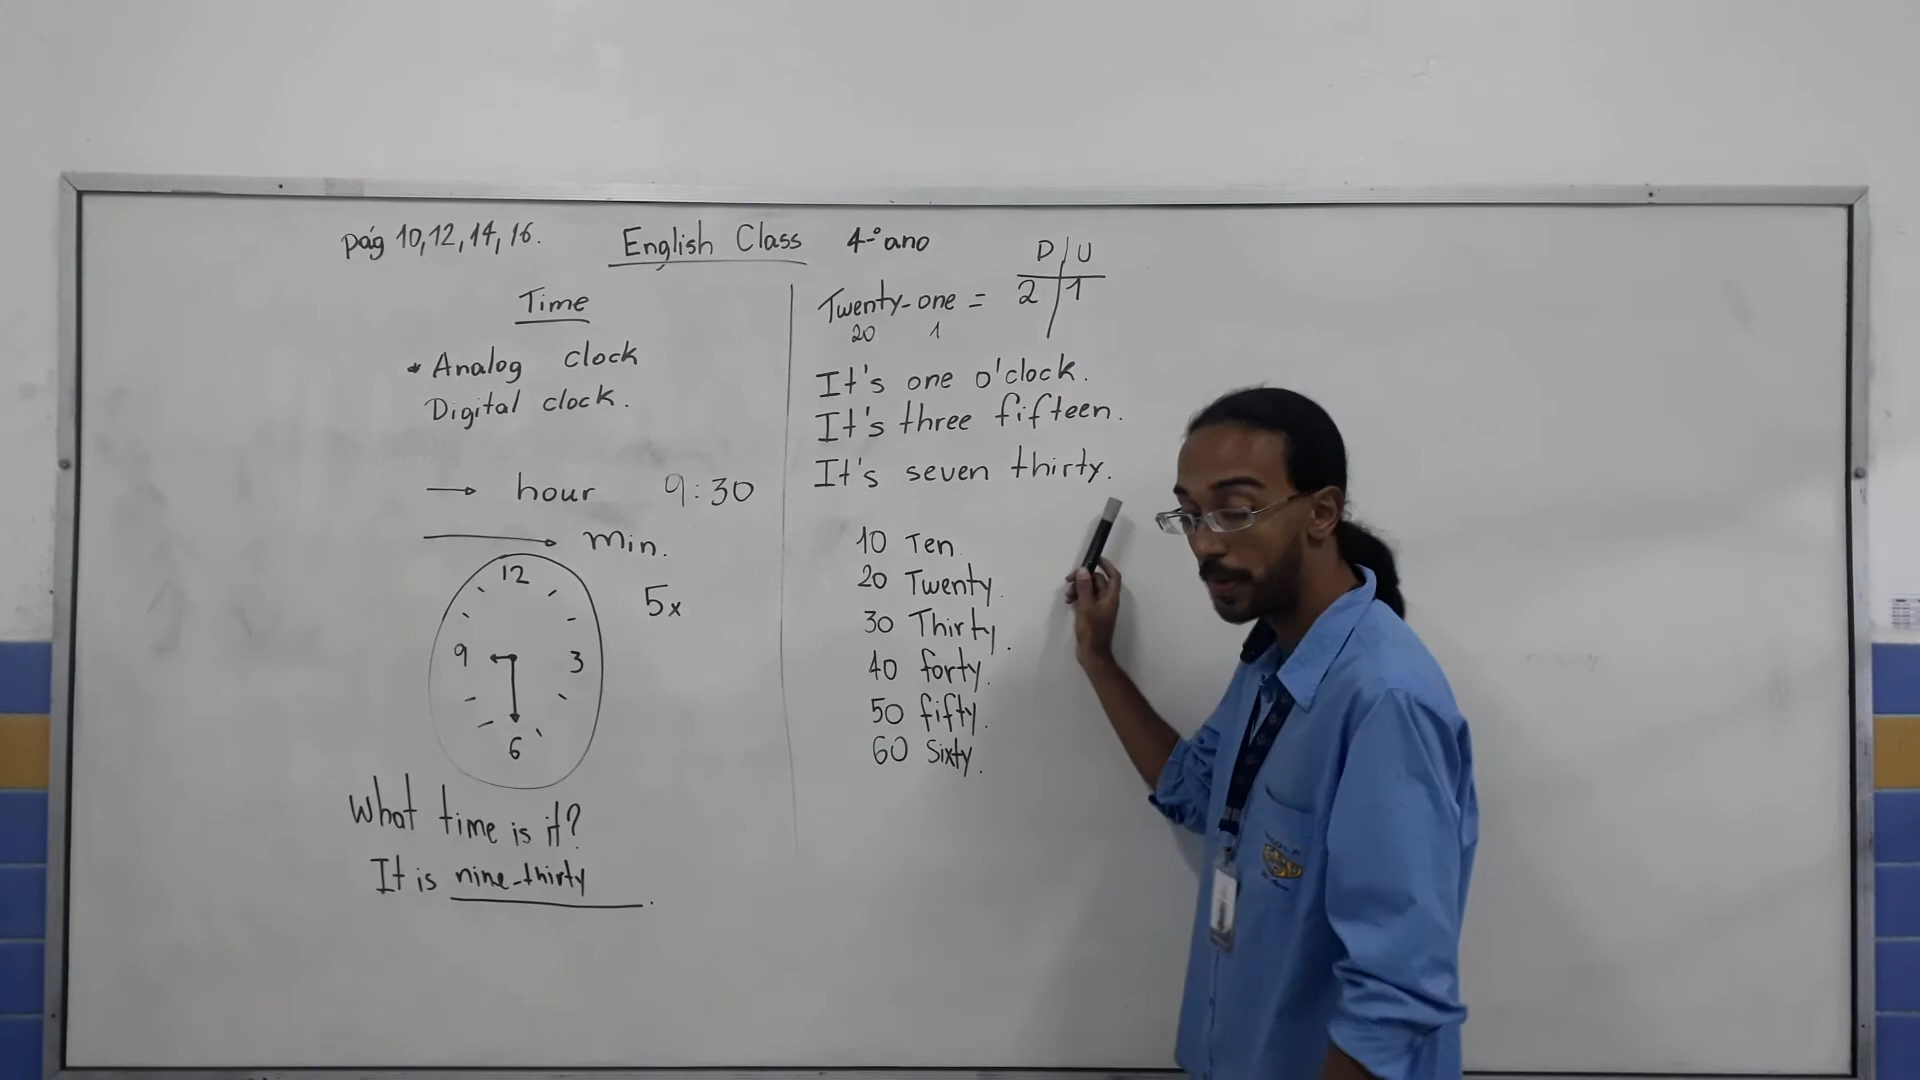 pág 10, 12, 14, 16.
English Class
4º ano
Time
Analog clock
Digital clock.
hour 9:30
min.
5x
12
9 3
6
What time is it?
It is nine-thirty.
D U
Twenty-one = 2 1
20 1
It's one o'clock.
It's three fifteen.
It's seven thirty.
10 Ten.
20 Twenty.
30 Thirty.
40 forty.
50 fifty.
60 Sixty.